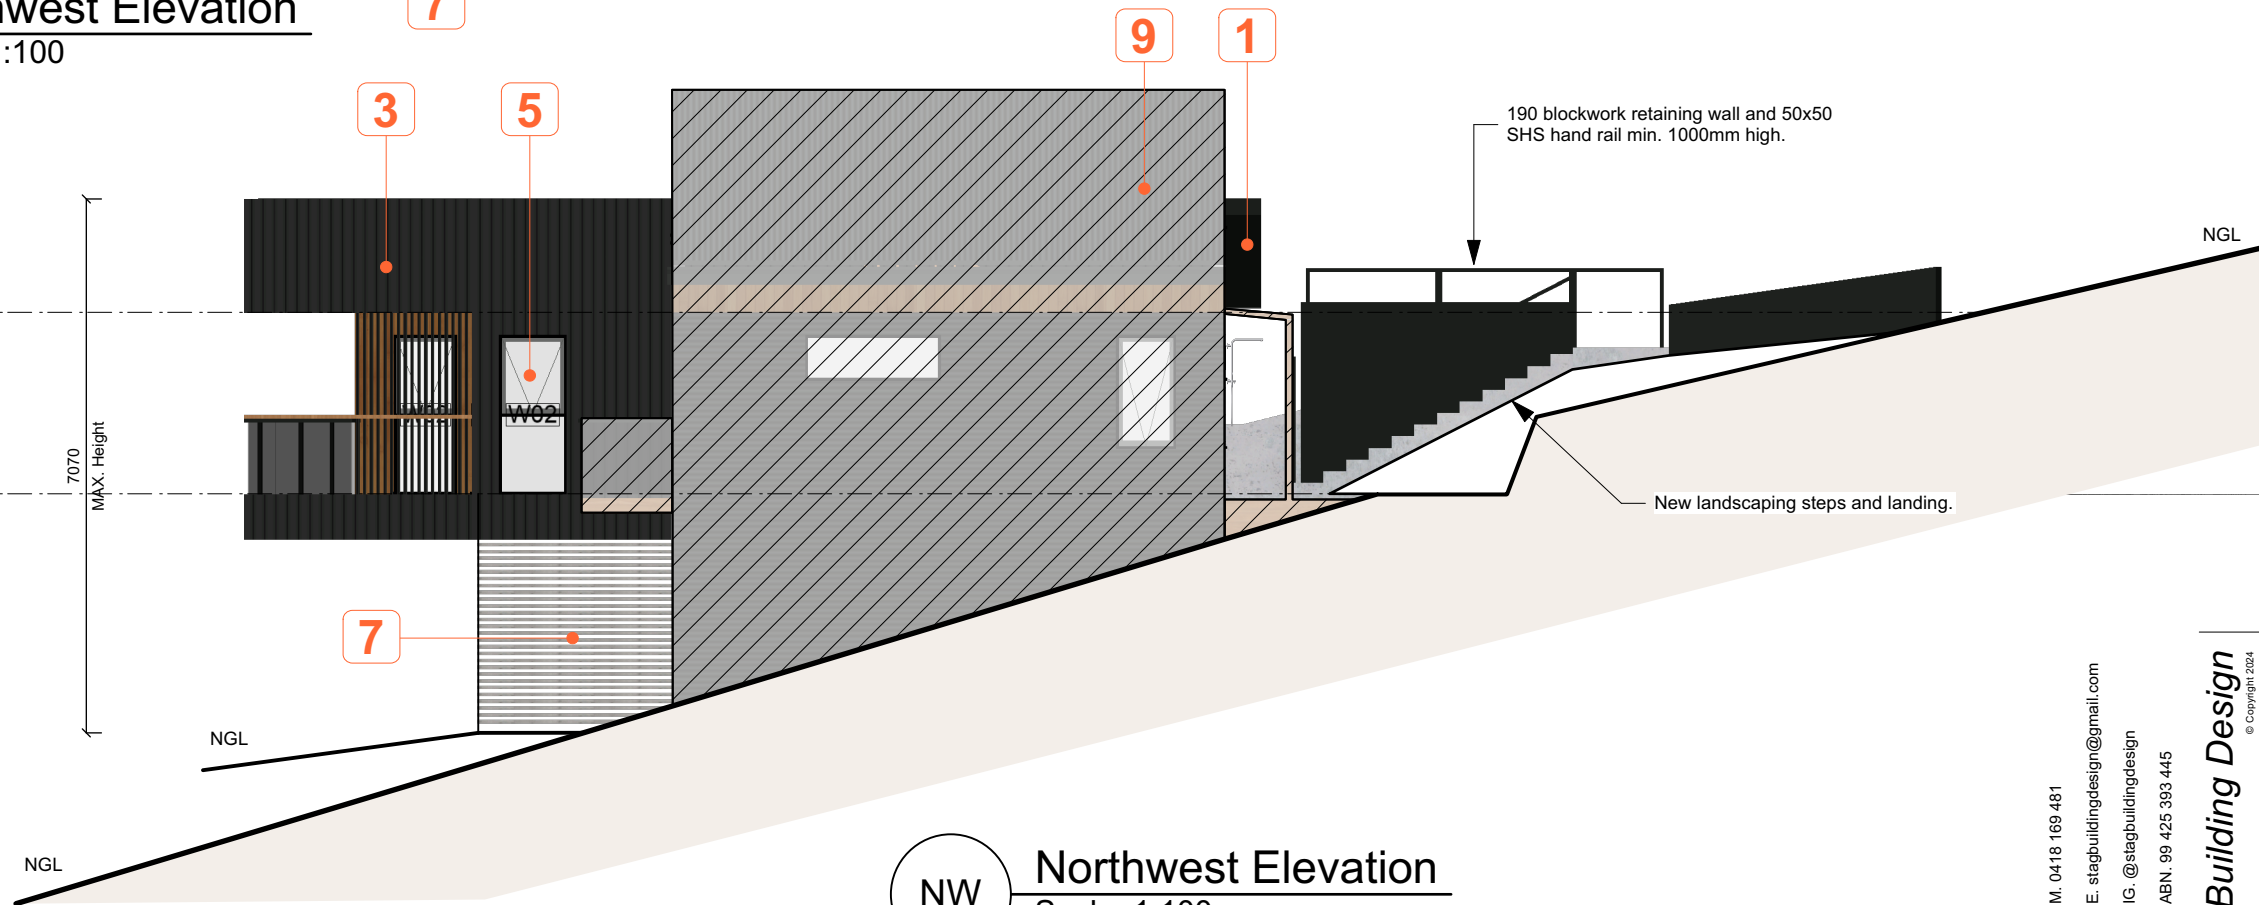 west Elevation
:100
7
9
1
3
5
190 blockwork retaining wall and 50x50
SHS hand rail min. 1000mm high.
NGL
7070
MAX. Height
W02
W02
New landscaping steps and landing.
7
NGL
NGL
NW
Northwest Elevation
M. 0418 169 481
E. stagbuildingdesign@gmail.com
IG. @stagbuildingdesign
ABN. 99 425 393 445
Building Design
© Copyright 2024